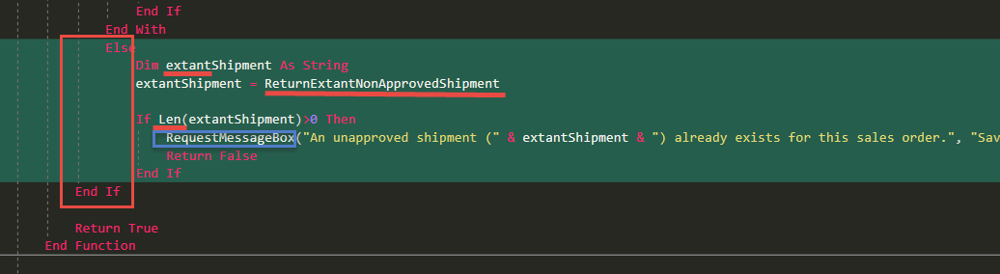 End If
End With
Else
Dim extantShipment As String
extantShipment = ReturnExtantNonApprovedShipment
If Len(extantShipment)>0 Then
RequestMessageBox("An unapproved shipment (" & extantShipment & ") already exists for this sales order.", "Sav
Return False
End If
End If
Return True
End Function